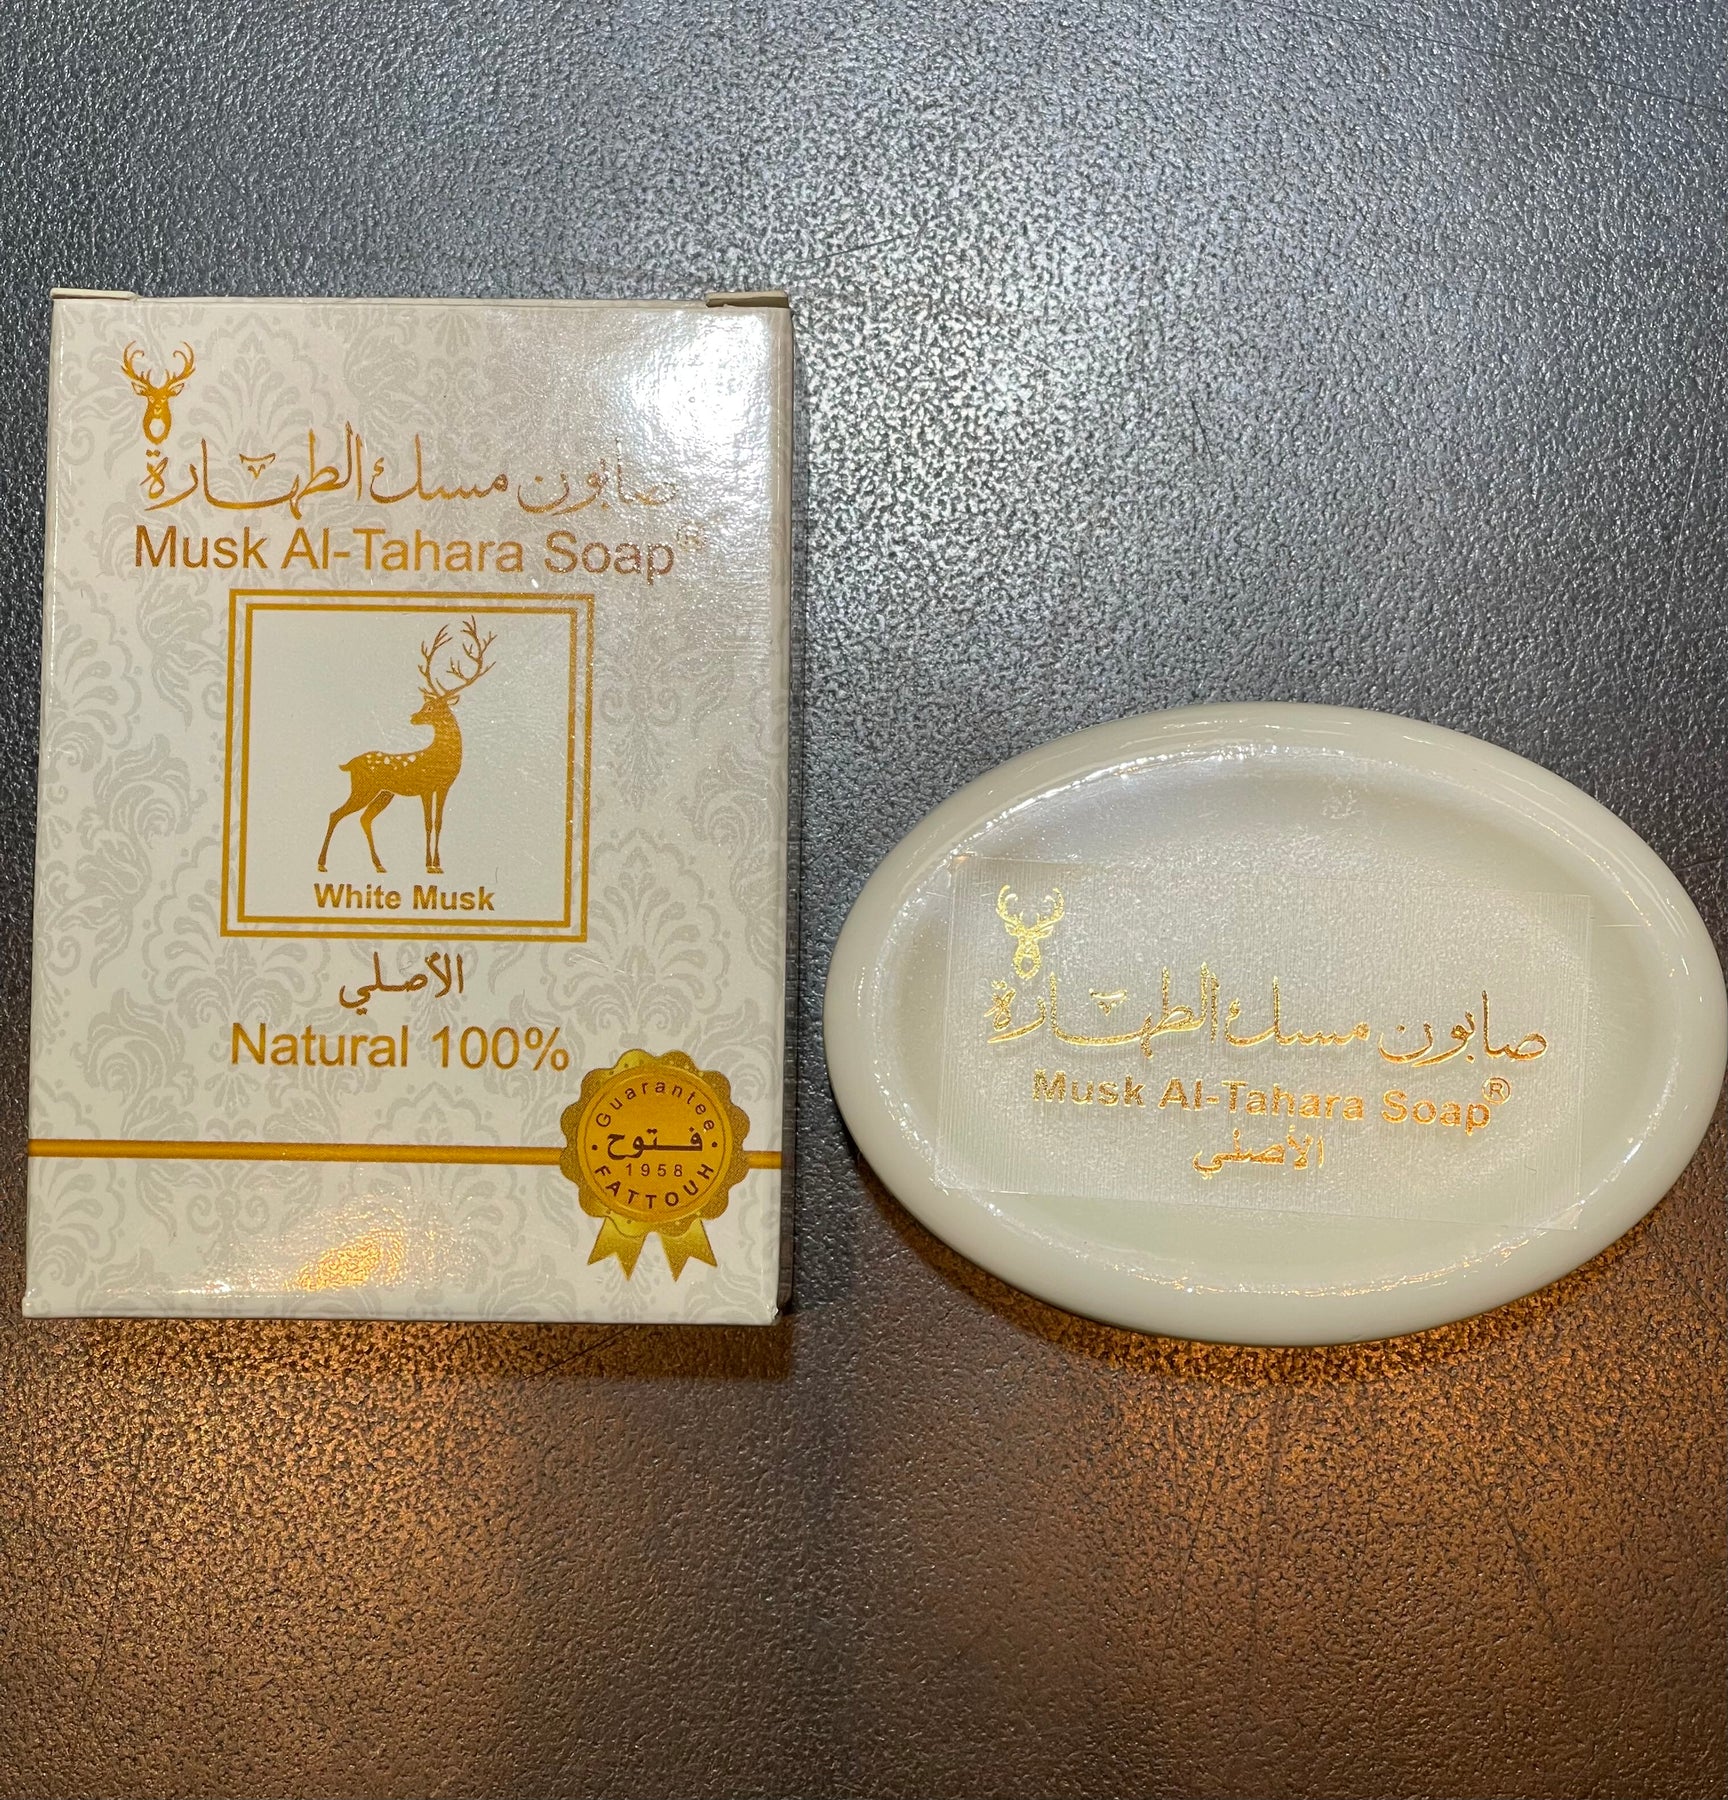 صابون مسك الطهارة
Musk Al-Tahara Soap®
White Musk
الأصلي
Natural 100%
Guarantee
فتوح
1958
FATTOUH
صابون مسك الطهارة
Musk Al-Tahara Soap®
الأصلي